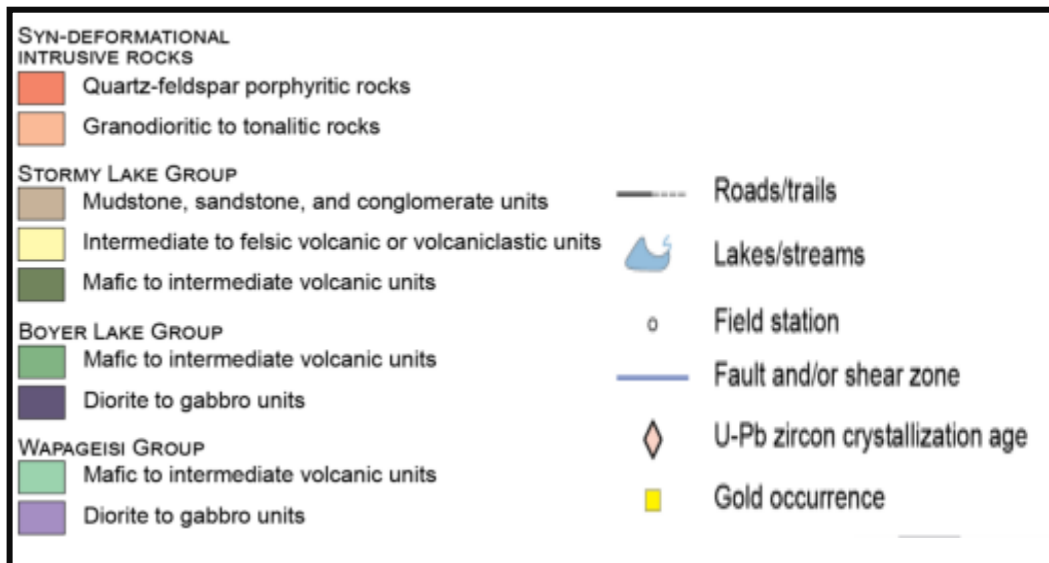 SYN-DEFORMATIONAL
INTRUSIVE ROCKS
Quartz-feldspar porphyritic rocks
Granodioritic to tonalitic rocks
STORMY LAKE GROUP
Mudstone, sandstone, and conglomerate units
Intermediate to felsic volcanic or volcaniclastic units
Mafic to intermediate volcanic units
BOYER LAKE GROUP
Mafic to intermediate volcanic units
Diorite to gabbro units
WAPAGEISI GROUP
Mafic to intermediate volcanic units
Diorite to gabbro units
Roads/trails
Lakes/streams
Field station
Fault and/or shear zone
U-Pb zircon crystallization age
Gold occurrence